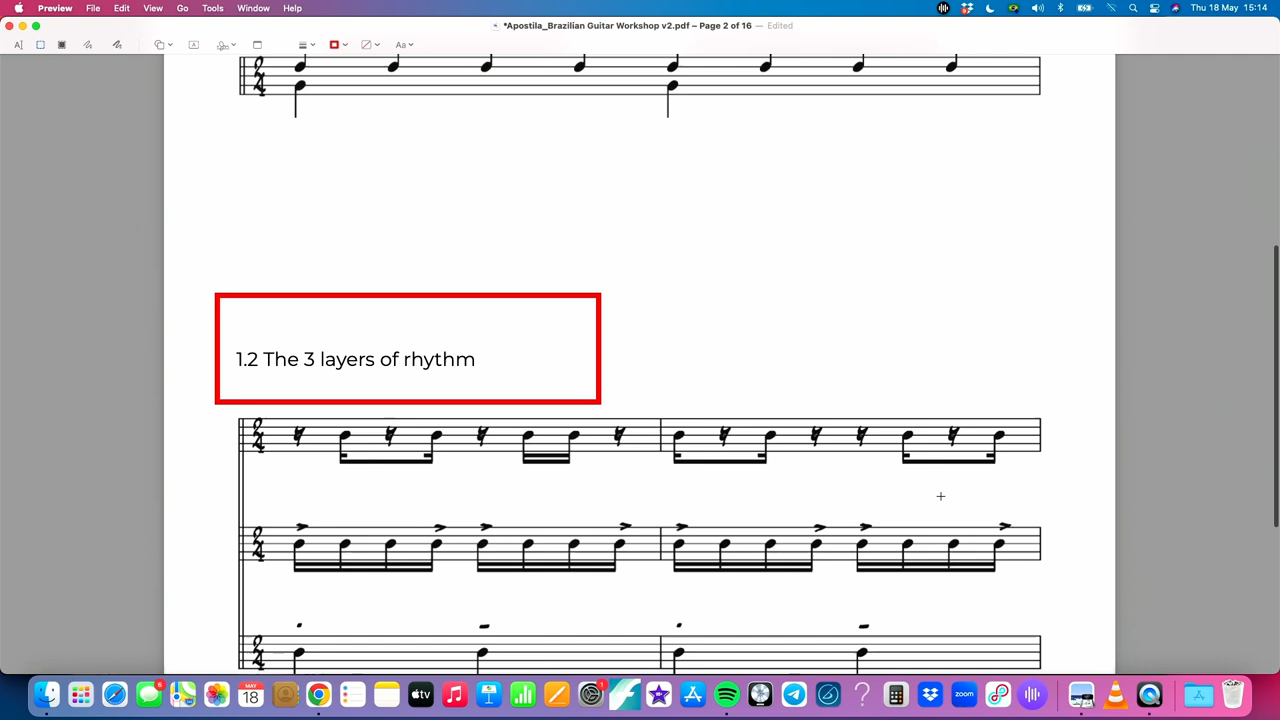 Preview File Edit View Go Tools Window Help Thu 18 May 15:14
*Apostila_Brazilian Guitar Workshop v2.pdf – Page 2 of 16 — Edited
1.2 The 3 layers of rhythm